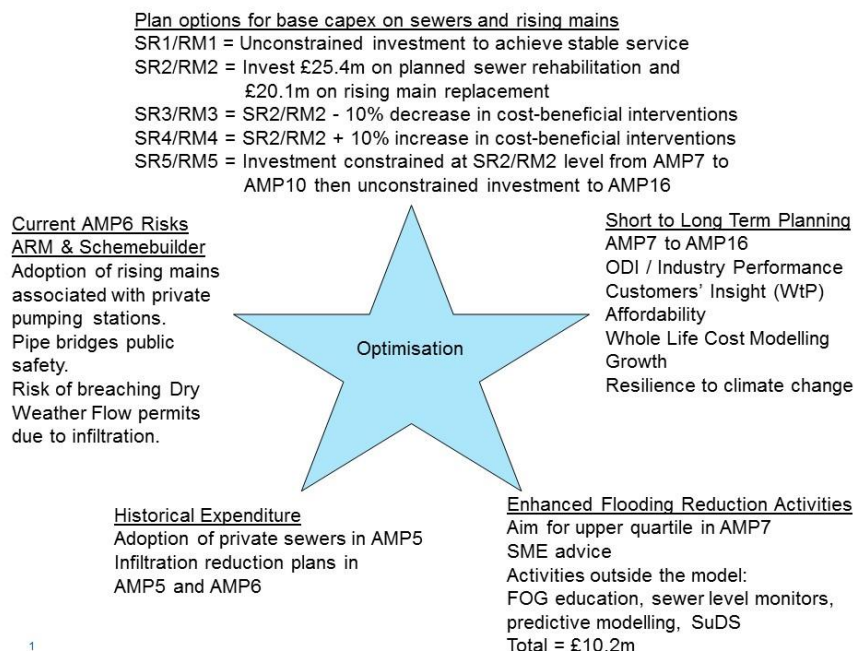 Plan options for base capex on sewers and rising mains
SR1/RM1 = Unconstrained investment to achieve stable service
SR2/RM2 = Invest £25.4m on planned sewer rehabilitation and
£20.1m on rising main replacement
SR3/RM3 = SR2/RM2 - 10% decrease in cost-beneficial interventions
SR4/RM4 = SR2/RM2 + 10% increase in cost-beneficial interventions
SR5/RM5 = Investment constrained at SR2/RM2 level from AMP7 to
AMP10 then unconstrained investment to AMP16
Current AMP6 Risks
ARM & Schemebuilder
Adoption of rising mains
associated with private
pumping stations.
Pipe bridges public
safety.
Risk of breaching Dry
Weather Flow permits
due to infiltration.
Optimisation
Short to Long Term Planning
AMP7 to AMP16
ODI / Industry Performance
Customers' Insight (WtP)
Affordability
Whole Life Cost Modelling
Growth
Resilience to climate change
Historical Expenditure
Adoption of private sewers in AMP5
Infiltration reduction plans in
AMP5 and AMP6
Enhanced Flooding Reduction Activities
Aim for upper quartile in AMP7
SME advice
Activities outside the model:
FOG education, sewer level monitors,
predictive modelling, SuDS
Total = £10.2m
1